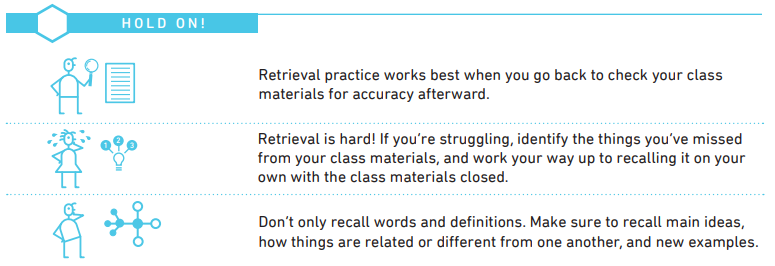 HOLD ON!
Retrieval practice works best when you go back to check your class
materials for accuracy afterward.
1 2 3
Retrieval is hard! If you're struggling, identify the things you've missed
from your class materials, and work your way up to recalling it on your
own with the class materials closed.
Don't only recall words and definitions. Make sure to recall main ideas,
how things are related or different from one another, and new examples.